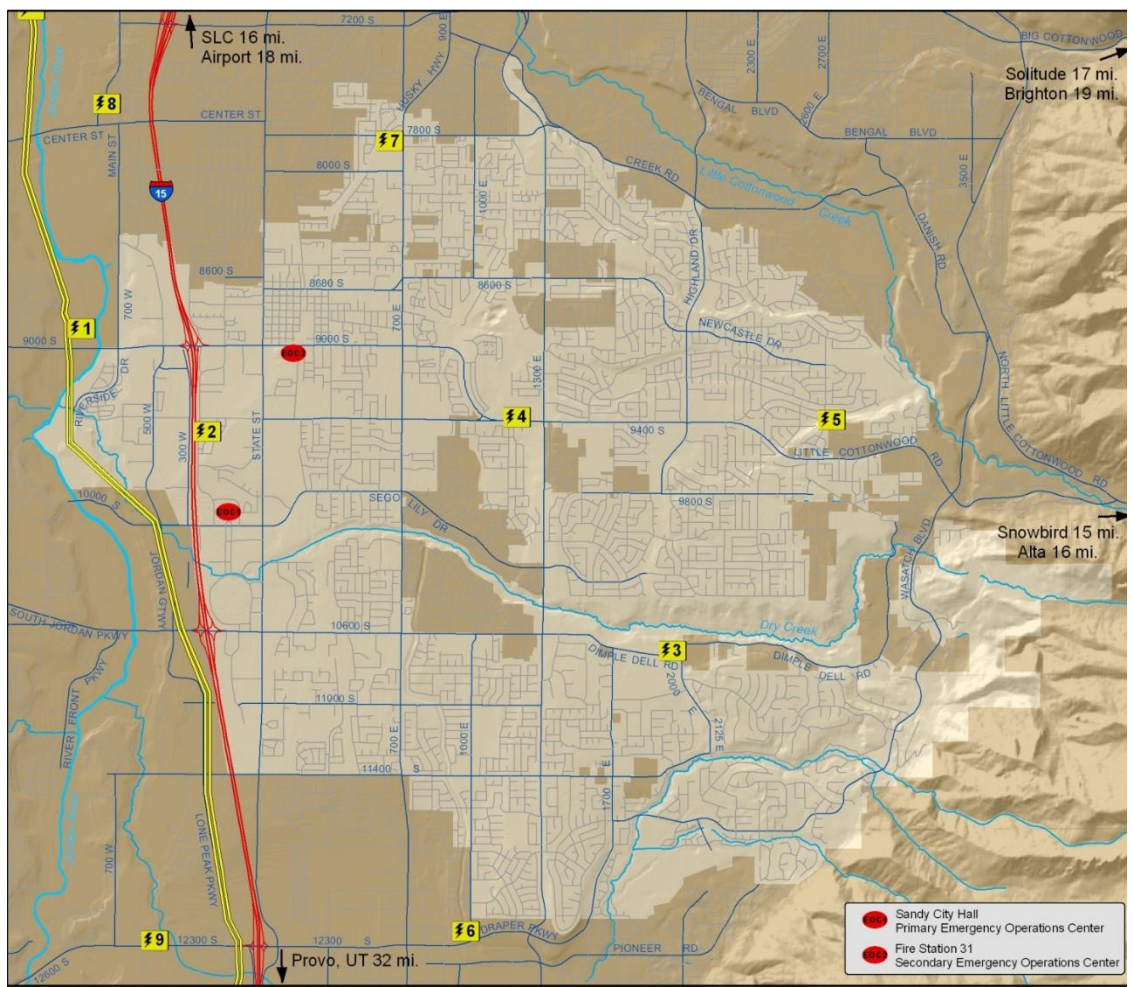 7200 S
900 E
SLC 16 mi.
Airport 18 mi.
HUSKY HWY
2300 E
2700 E
BIG COTTONWOOD
Solitude 17 mi.
Brighton 19 mi.
8
CENTER ST
MAIN ST
CENTER ST
7
7800 S
2600 E
BENGAL BLVD
BENGAL BLVD
8000 S
1000 E
CREEK RD
Little Cottonwood
Creek
3500 E
15
DANISH RD
HIGHLAND DR
700 W
8600 S
8680 S
8600 S
700 E
1
9000 S
9000 S
EOC2
NEWCASTLE DR
1300 E
NORTH LITTLE COTTONWOOD RD
RIVERSIDE DR
500 W
300 W
2
STATE ST
4
9400 S
5
LITTLE COTTONWOOD
RD
10000 S
EOC1
SEGO
LILY DR
9800 S
WASATCH BLVD
Snowbird 15 mi.
Alta 16 mi.
JORDAN GTWY
SOUTH JORDAN PKWY
10600 S
Dry Creek
3
DIMPLE DELL RD
DIMPLE DELL RD
2000 E
RIVER FRONT PKWY
11000 S
700 E
1000 E
2125 E
11400 S
1700 E
700 W
LONE PEAK PKWY
9
12300 S
12300 S
6
DRAPER PKWY
PIONEER RD
12600 S
Provo, UT 32 mi.
EOC1
Sandy City Hall
Primary Emergency Operations Center
EOC2
Fire Station 31
Secondary Emergency Operations Center